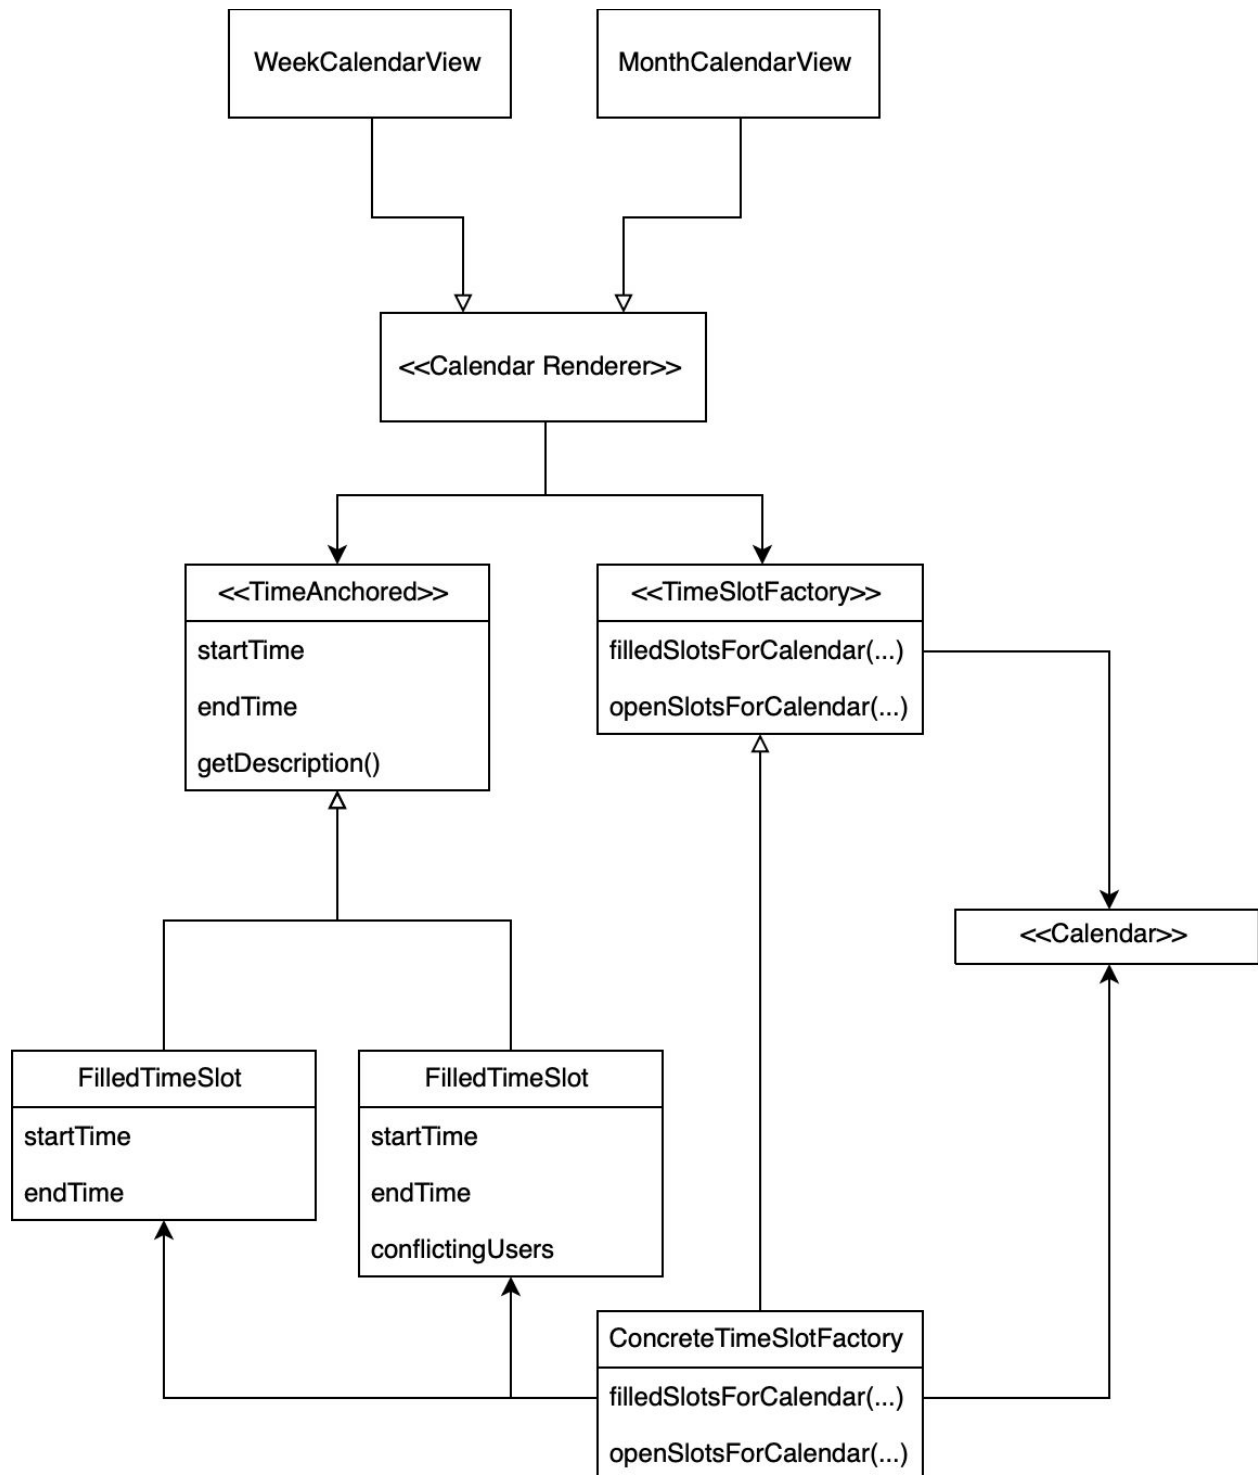 WeekCalendarView
MonthCalendarView
<<Calendar Renderer>>
<<TimeAnchored>>
startTime
endTime
getDescription()
<<TimeSlotFactory>>
filledSlotsForCalendar(...)
openSlotsForCalendar(...)
<<Calendar>>
FilledTimeSlot
startTime
endTime
FilledTimeSlot
startTime
endTime
conflictingUsers
ConcreteTimeSlotFactory
filledSlotsForCalendar(...)
openSlotsForCalendar(...)